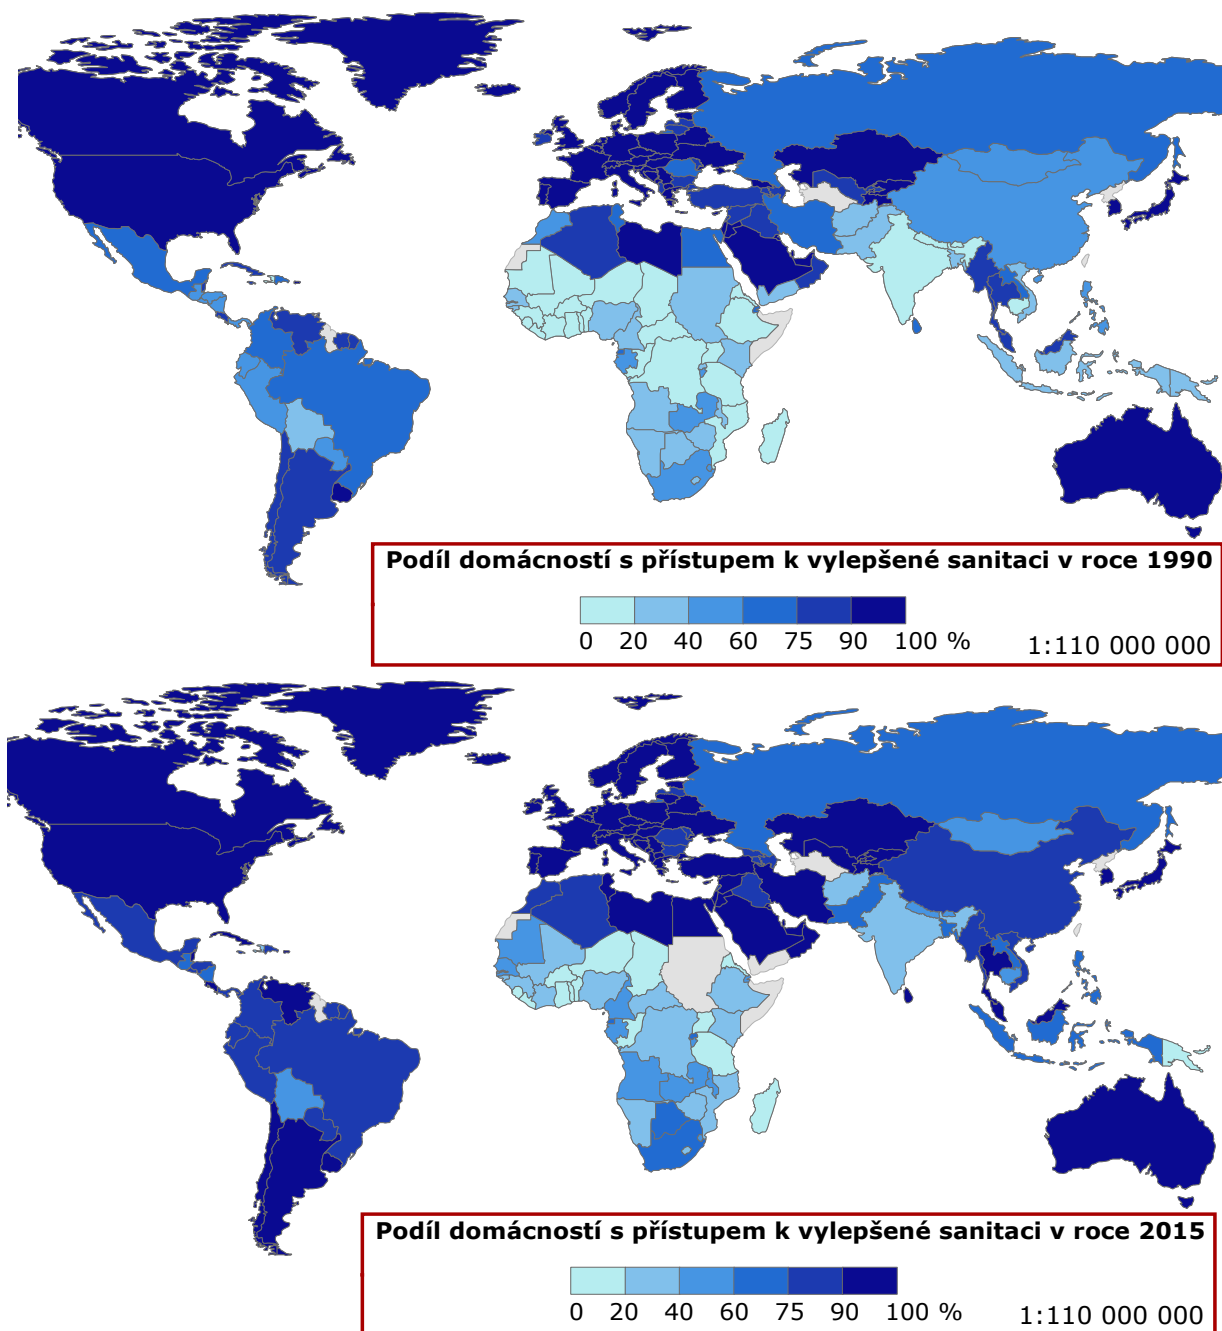 Podíl domácností s přístupem k vylepšené sanitaci v roce 1990
0 20 40 60 75 90 100 %
1:110 000 000
Podíl domácností s přístupem k vylepšené sanitaci v roce 2015
0 20 40 60 75 90 100 %
1:110 000 000